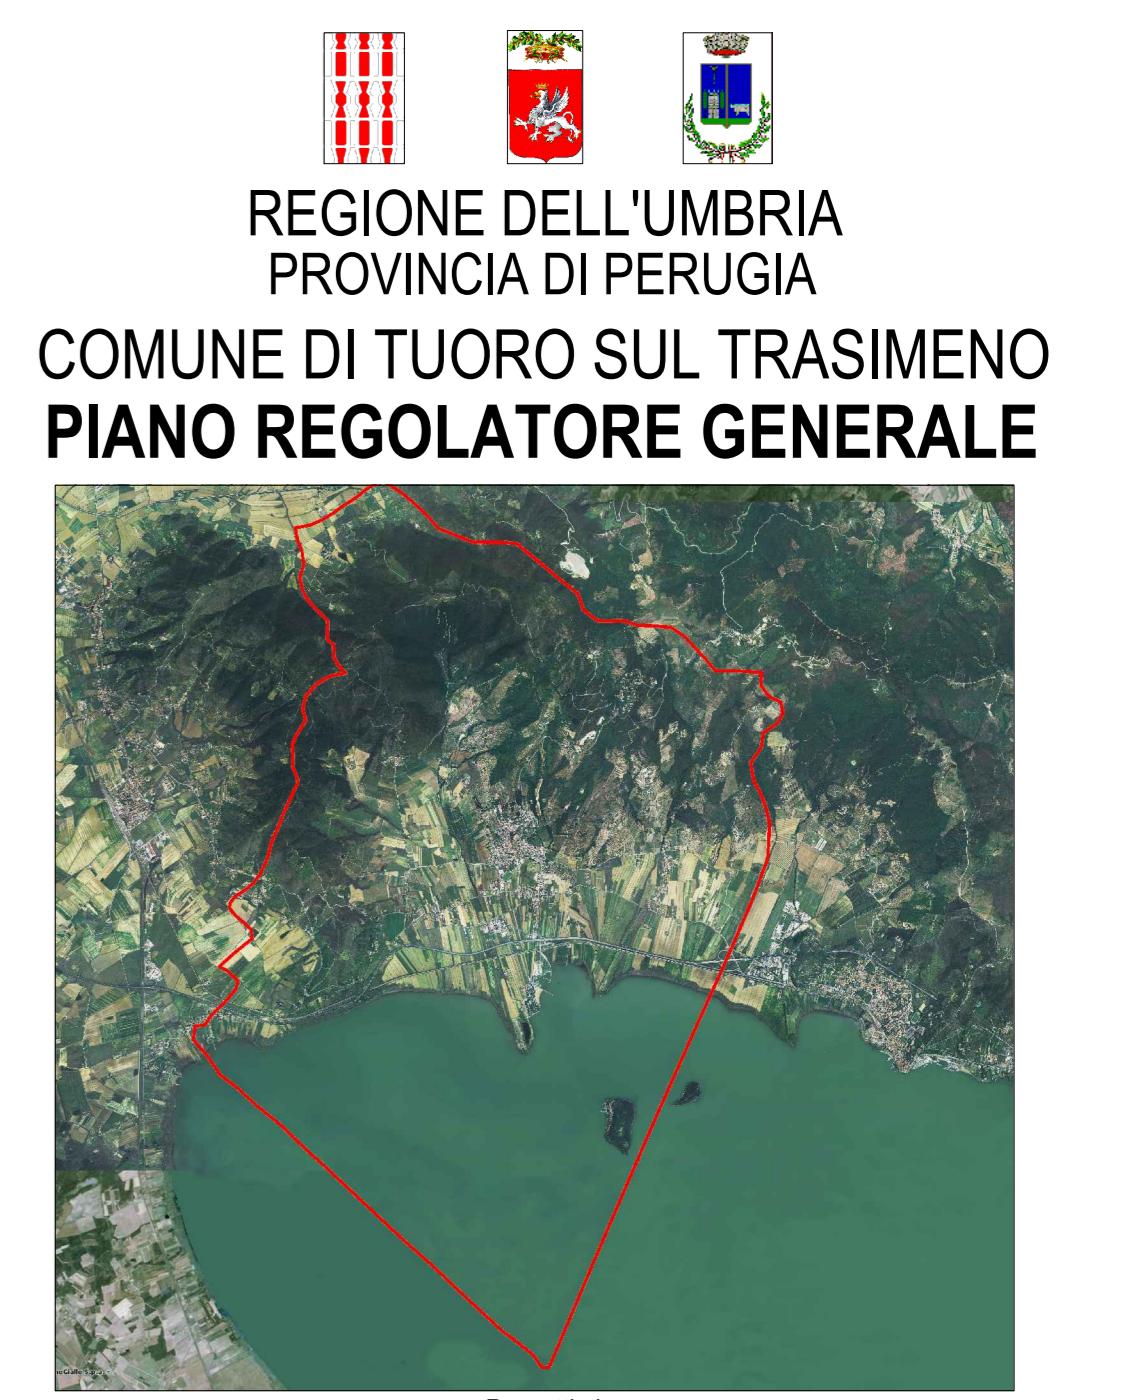 REGIONE DELL'UMBRIA
PROVINCIA DI PERUGIA
COMUNE DI TUORO SUL TRASIMENO
PIANO REGOLATORE GENERALE